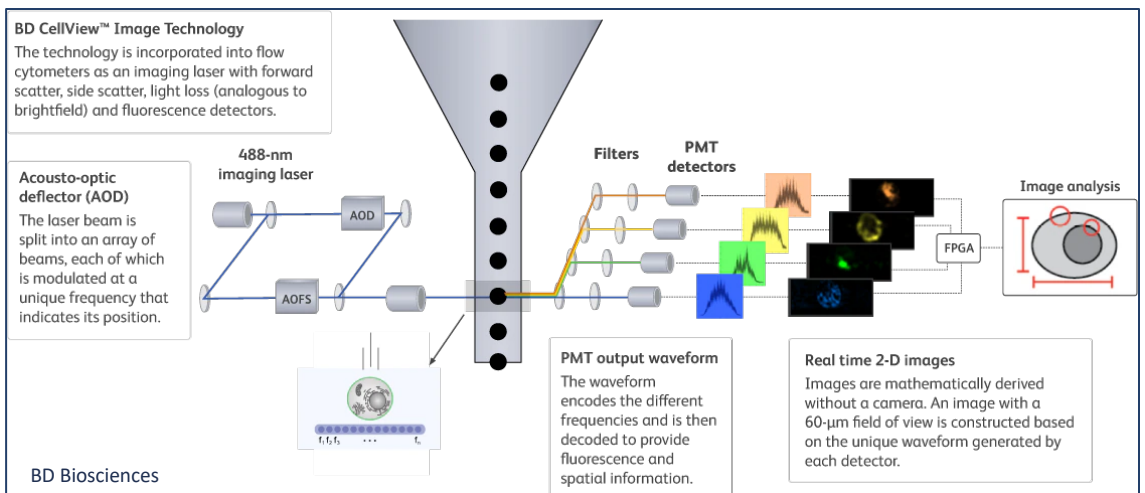 BD CellView™ Image Technology
The technology is incorporated into flow
cytometers as an imaging laser with forward
scatter, side scatter, light loss (analogous to
brightfield) and fluorescence detectors.
Acousto-optic
deflector (AOD)
The laser beam is
split into an array of
beams, each of which
is modulated at a
unique frequency that
indicates its position.
488-nm
imaging laser
AOD
AOFS
Filters
PMT
detectors
FPGA
Image analysis
f1 f2 f3 ... fn
PMT output waveform
The waveform
encodes the different
frequencies and is then
decoded to provide
fluorescence and
spatial information.
Real time 2-D images
Images are mathematically derived
without a camera. An image with a
60-µm field of view is constructed based
on the unique waveform generated by
each detector.
BD Biosciences